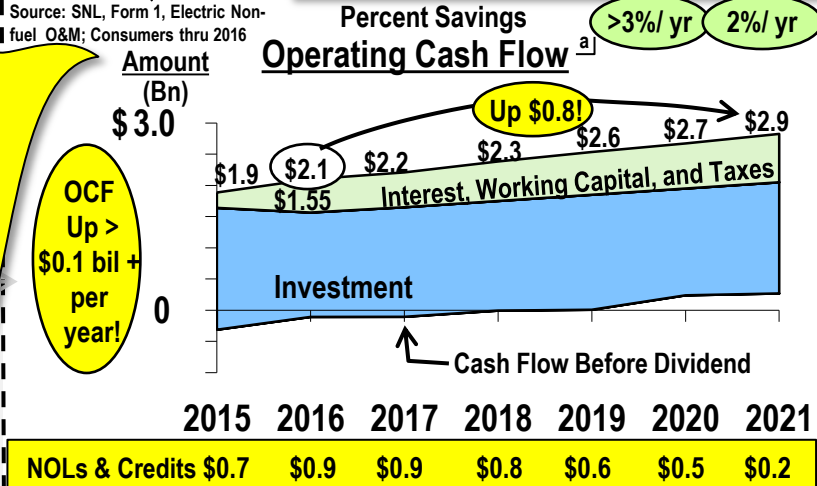 Source: SNL, Form 1, Electric Non-
fuel O&M; Consumers thru 2016
Percent Savings
>3%/ yr
2%/ yr
Operating Cash Flow a
Amount
(Bn)
$ 3.0
0
OCF
Up >
$0.1 bil +
per
year!
Up $0.8!
$1.9
$2.1
$2.2
$2.3
$2.6
$2.7
$2.9
$1.55
Interest, Working Capital, and Taxes
Investment
Cash Flow Before Dividend
2015 2016 2017 2018 2019 2020 2021
NOLs & Credits $0.7 $0.9 $0.9 $0.8 $0.6 $0.5 $0.2